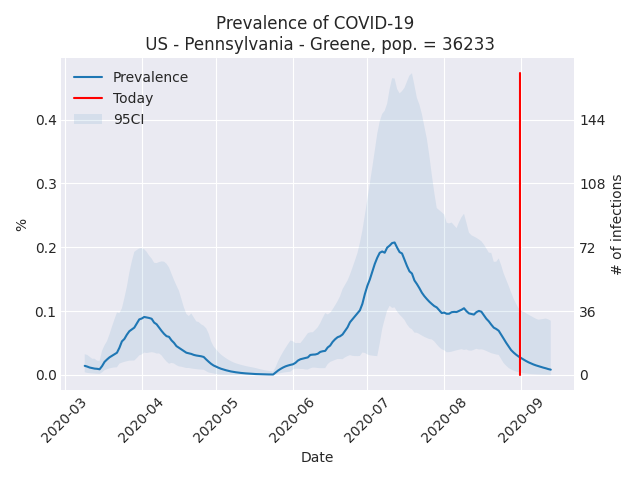 Prevalence of COVID-19
US - Pennsylvania - Greene, pop. = 36233
Prevalence
Today
95CI
0.4
0.3
0.2
0.1
0.0
%
144
108
72
36
0
# of infections
2020-03
2020-04
2020-05
2020-06
2020-07
2020-08
2020-09
Date